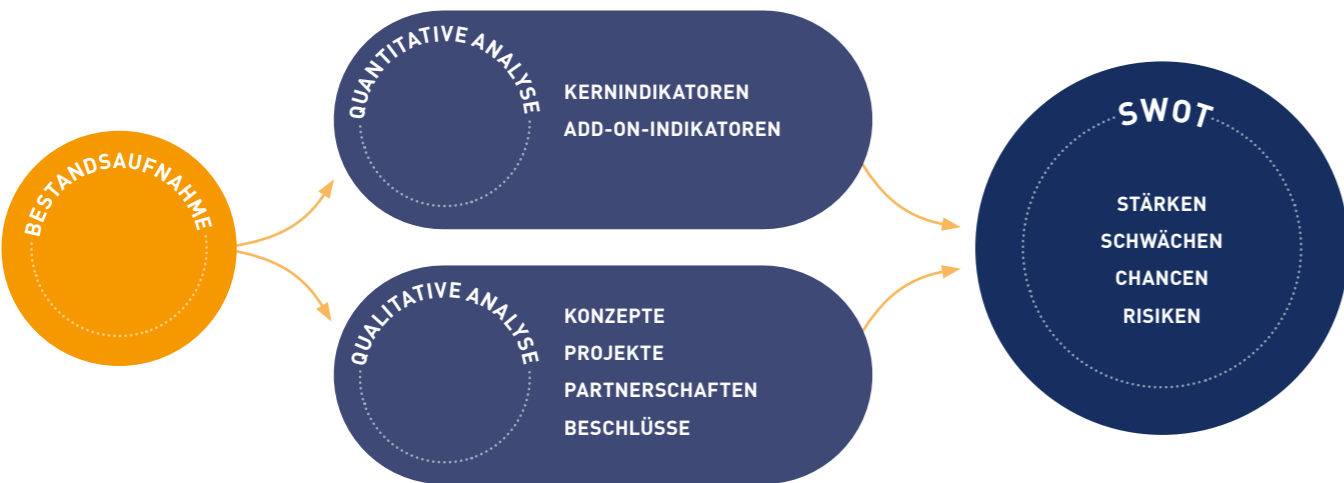 BESTANDSAUFNAHME
QUANTITATIVE ANALYSE
KERNINDIKATOREN
ADD-ON-INDIKATOREN
QUALITATIVE ANALYSE
KONZEPTE
PROJEKTE
PARTNERSCHAFTEN
BESCHLÜSSE
SWOT
STÄRKEN
SCHWÄCHEN
CHANCEN
RISIKEN